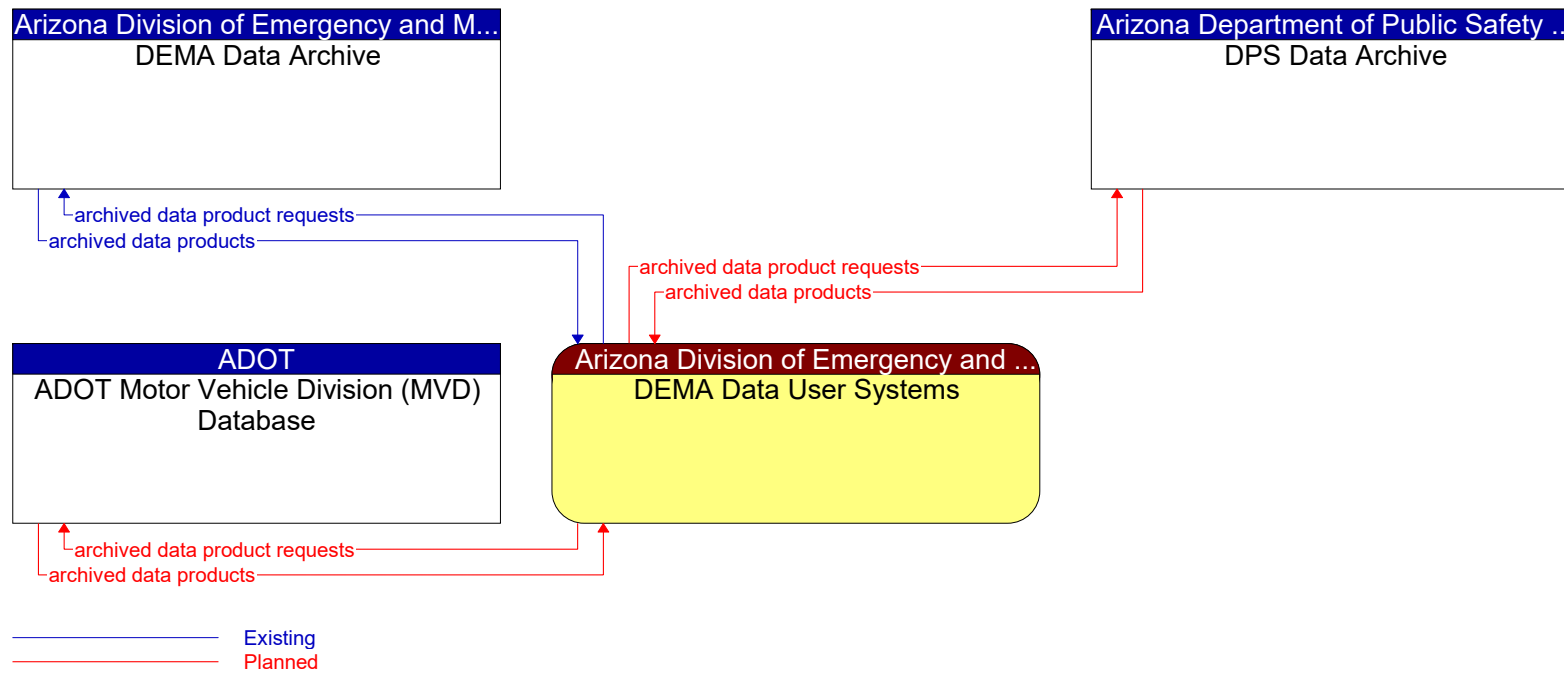 Arizona Division of Emergency and M...
DEMA Data Archive
Arizona Department of Public Safety ...
DPS Data Archive
archived data product requests
archived data products
archived data product requests
archived data products
ADOT
ADOT Motor Vehicle Division (MVD)
Database
Arizona Division of Emergency and ...
DEMA Data User Systems
archived data product requests
archived data products
Existing
Planned